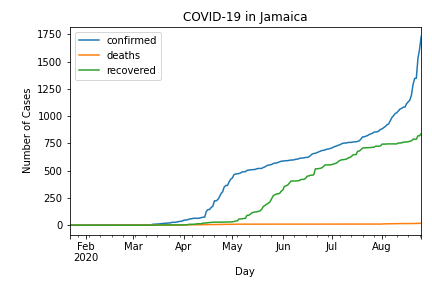 COVID-19 in Jamaica
confirmed
deaths
recovered
1750
1500
1250
1000
750
500
250
0
Number of Cases
Feb Mar Apr May Jun Jul Aug
2020
Day